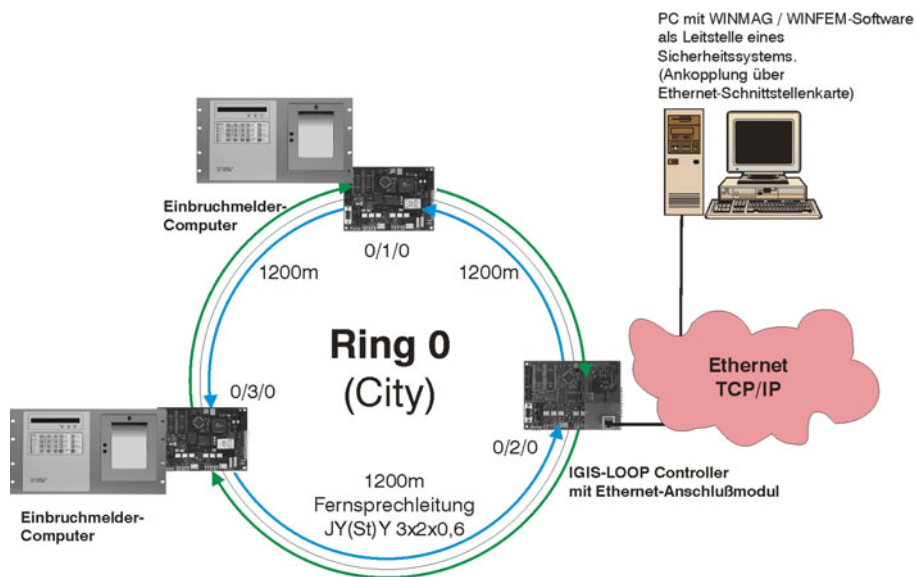 PC mit WINMAG / WINFEM-Software
als Leitstelle eines
Sicherheitssystems.
(Ankopplung über
Ethernet-Schnittstellenkarte)
Einbruchmelder-
Computer
0/1/0
1200m
1200m
Ring 0
(City)
Ethernet
TCP/IP
0/3/0
0/2/0
IGIS-LOOP Controller
mit Ethernet-Anschlußmodul
1200m
Fernsprechleitung
JY(St)Y 3x2x0,6
Einbruchmelder-
Computer